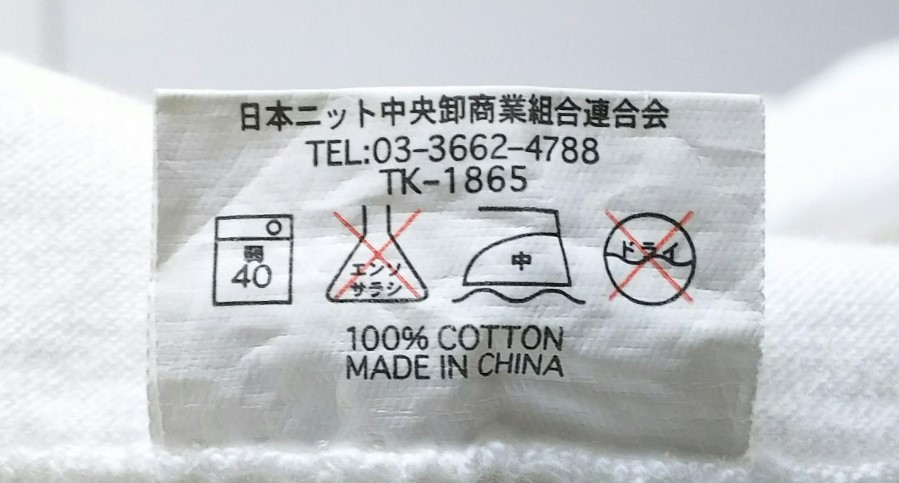 日本ニット中央卸商業組合連合会
TEL:03-3662-4788
TK-1865
弱
40
エンソ
サラシ
中
ドライ
100% COTTON
MADE IN CHINA